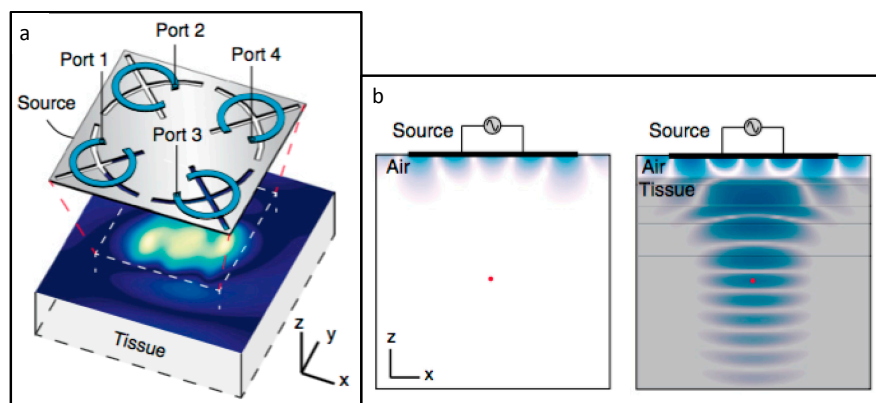 a
Port 2
Port 1
Port 4
Source
Port 3
Tissue
z
y
x
b
Source
Air
z
x
Source
Air
Tissue